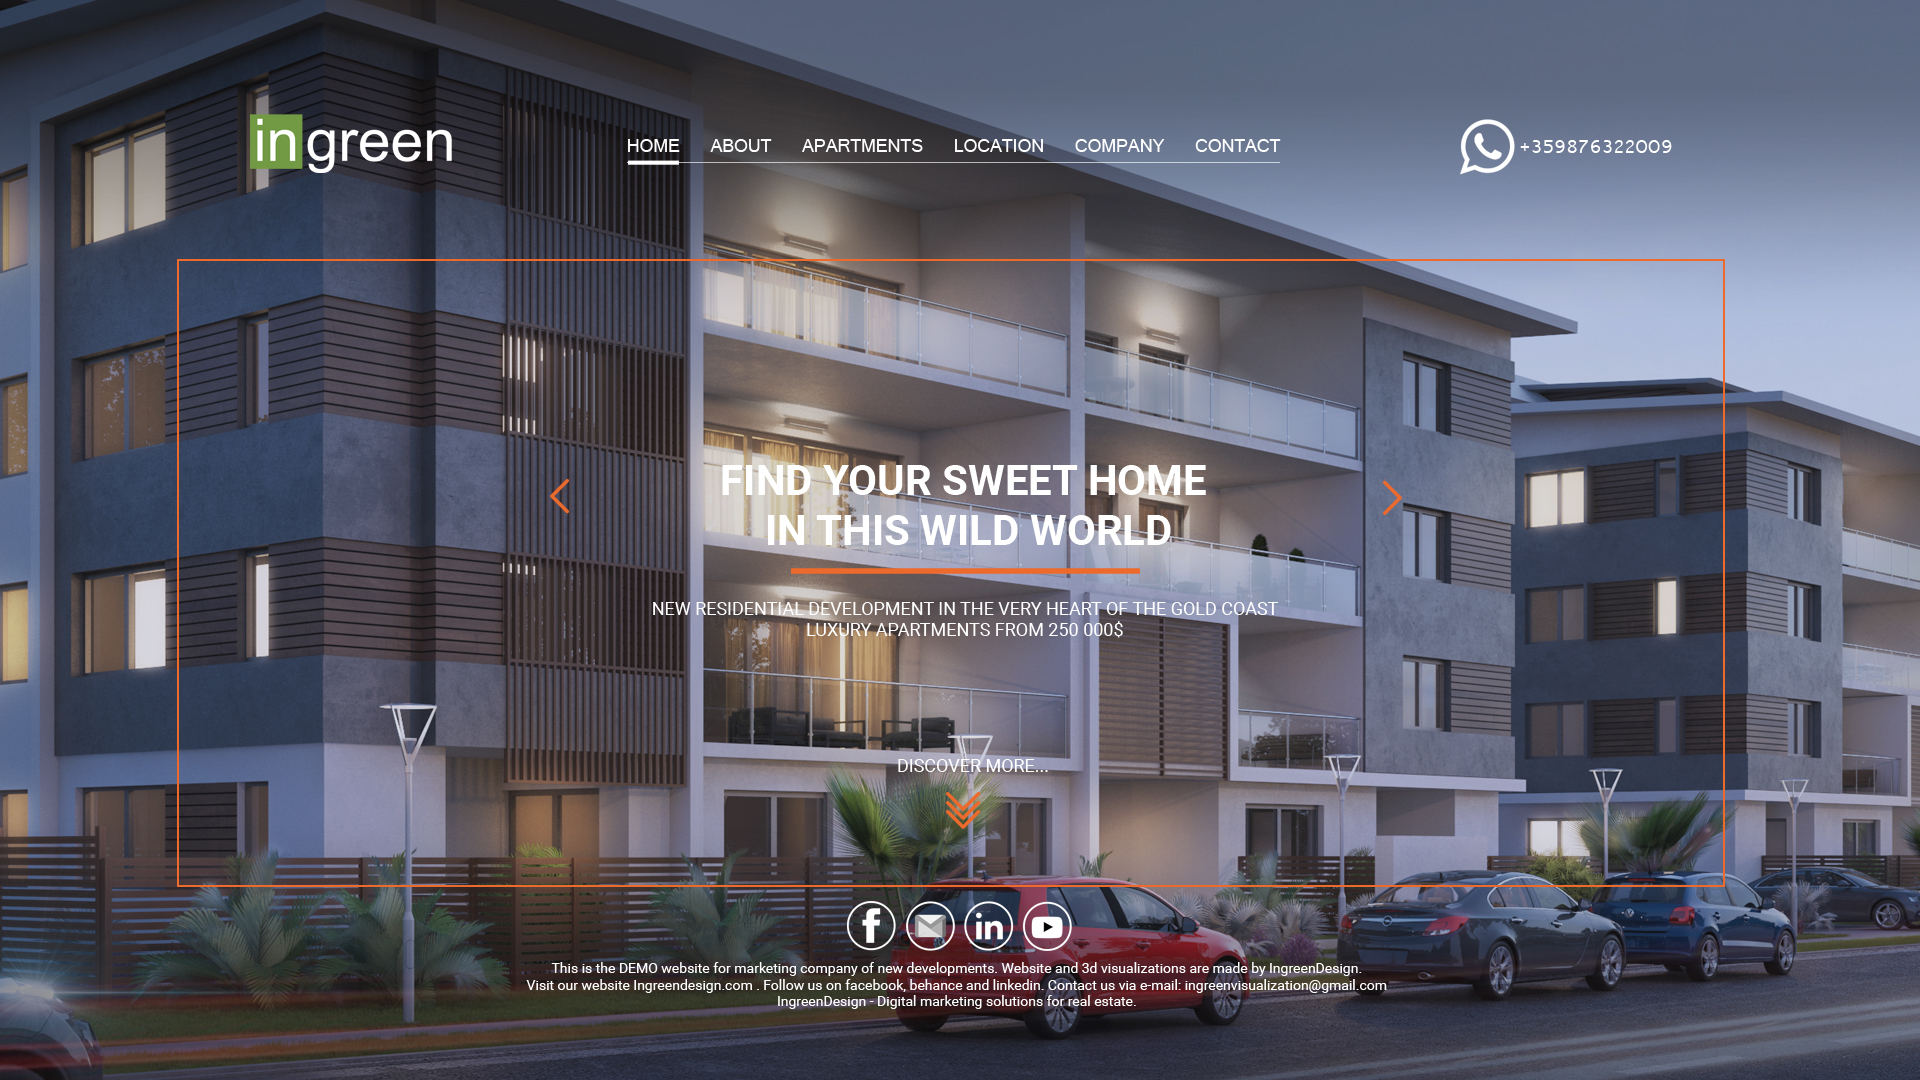 ingreen
HOME ABOUT APARTMENTS LOCATION COMPANY CONTACT
+359876322009
FIND YOUR SWEET HOME
IN THIS WILD WORLD
NEW RESIDENTIAL DEVELOPMENT IN THE VERY HEART OF THE GOLD COAST
LUXURY APARTMENTS FROM 250 000$
DISCOVER MORE...
f in
This is the DEMO website for marketing company of new developments. Website and 3d visualizations are made by IngreenDesign.
Visit our website Ingreendesign.com . Follow us on facebook, behance and linkedin. Contact us via e-mail: ingreenvisualization@gmail.com
IngreenDesign - Digital marketing solutions for real estate.